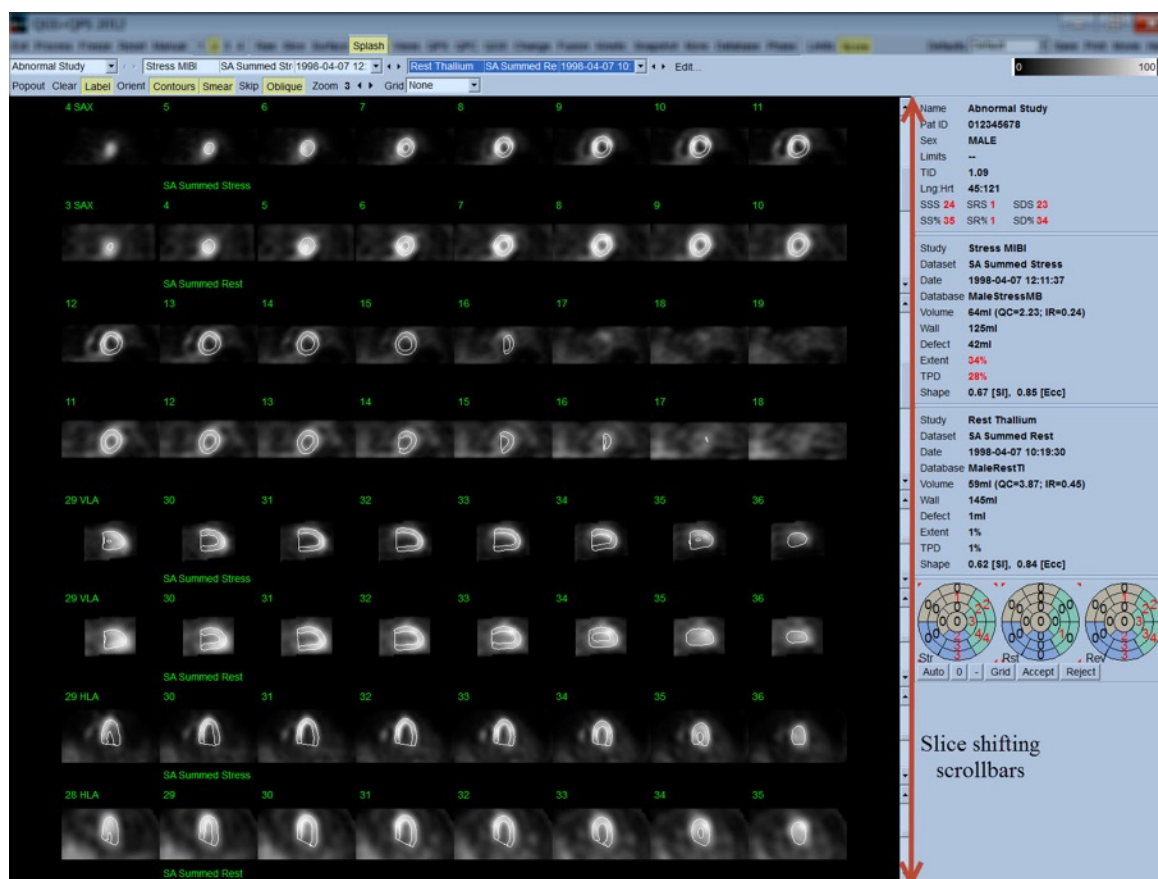 QGS+QPS 2012
Splash
Abnormal Study Stress MIBI SA Summed Str 1998-04-07 12: Rest Thallium SA Summed Re 1998-04-07 10: Edit...
0 100
Popout Clear Label Orient Contours Smear Skip Oblique Zoom 3 Grid None
4 SAX 5 6 7 8 9 10 11
SA Summed Stress
3 SAX 4 5 6 7 8 9 10
SA Summed Rest
12 13 14 15 16 17 18 19
11 12 13 14 15 16 17 18
29 VLA 30 31 32 33 34 35 36
SA Summed Stress
29 VLA 30 31 32 33 34 35 36
SA Summed Rest
29 HLA 30 31 32 33 34 35 36
SA Summed Stress
28 HLA 29 30 31 32 33 34 35
SA Summed Rest
Name Abnormal Study
Pat ID 012345678
Sex MALE
Limits --
TID 1.09
Lng:Hrt 45:121
SSS 24 SRS 1 SDS 23
SS% 35 SR% 1 SD% 34
Study Stress MIBI
Dataset SA Summed Stress
Date 1998-04-07 12:11:37
Database MaleStressMB
Volume 64ml (QC=2.23; IR=0.24)
Wall 125ml
Defect 42ml
Extent 34%
TPD 28%
Shape 0.67 [SI], 0.85 [Ecc]
Study Rest Thallium
Dataset SA Summed Rest
Date 1998-04-07 10:19:30
Database MaleRestTl
Volume 59ml (QC=3.87; IR=0.45)
Wall 145ml
Defect 1ml
Extent 1%
TPD 1%
Shape 0.62 [SI], 0.84 [Ecc]
Str Rst Rev
Auto 0 - Grid Accept Reject
Slice shifting
scrollbars